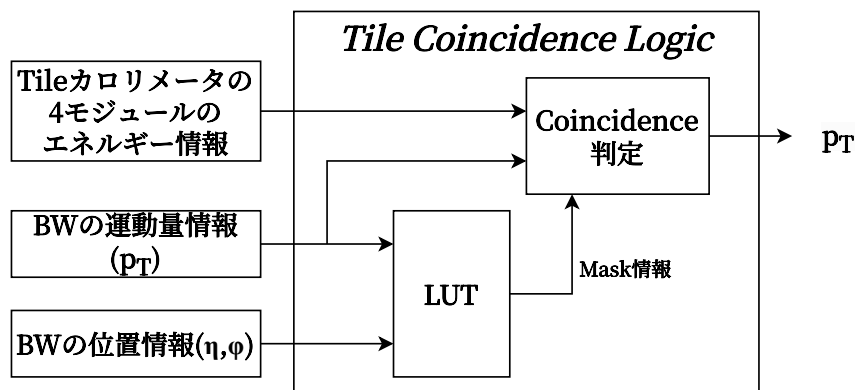 Tile Coincidence Logic
Tileカロリメータの
4モジュールの
エネルギー情報
Coincidence
判定
pT
BWの運動量情報
(pT)
LUT
Mask情報
BWの位置情報(η,φ)